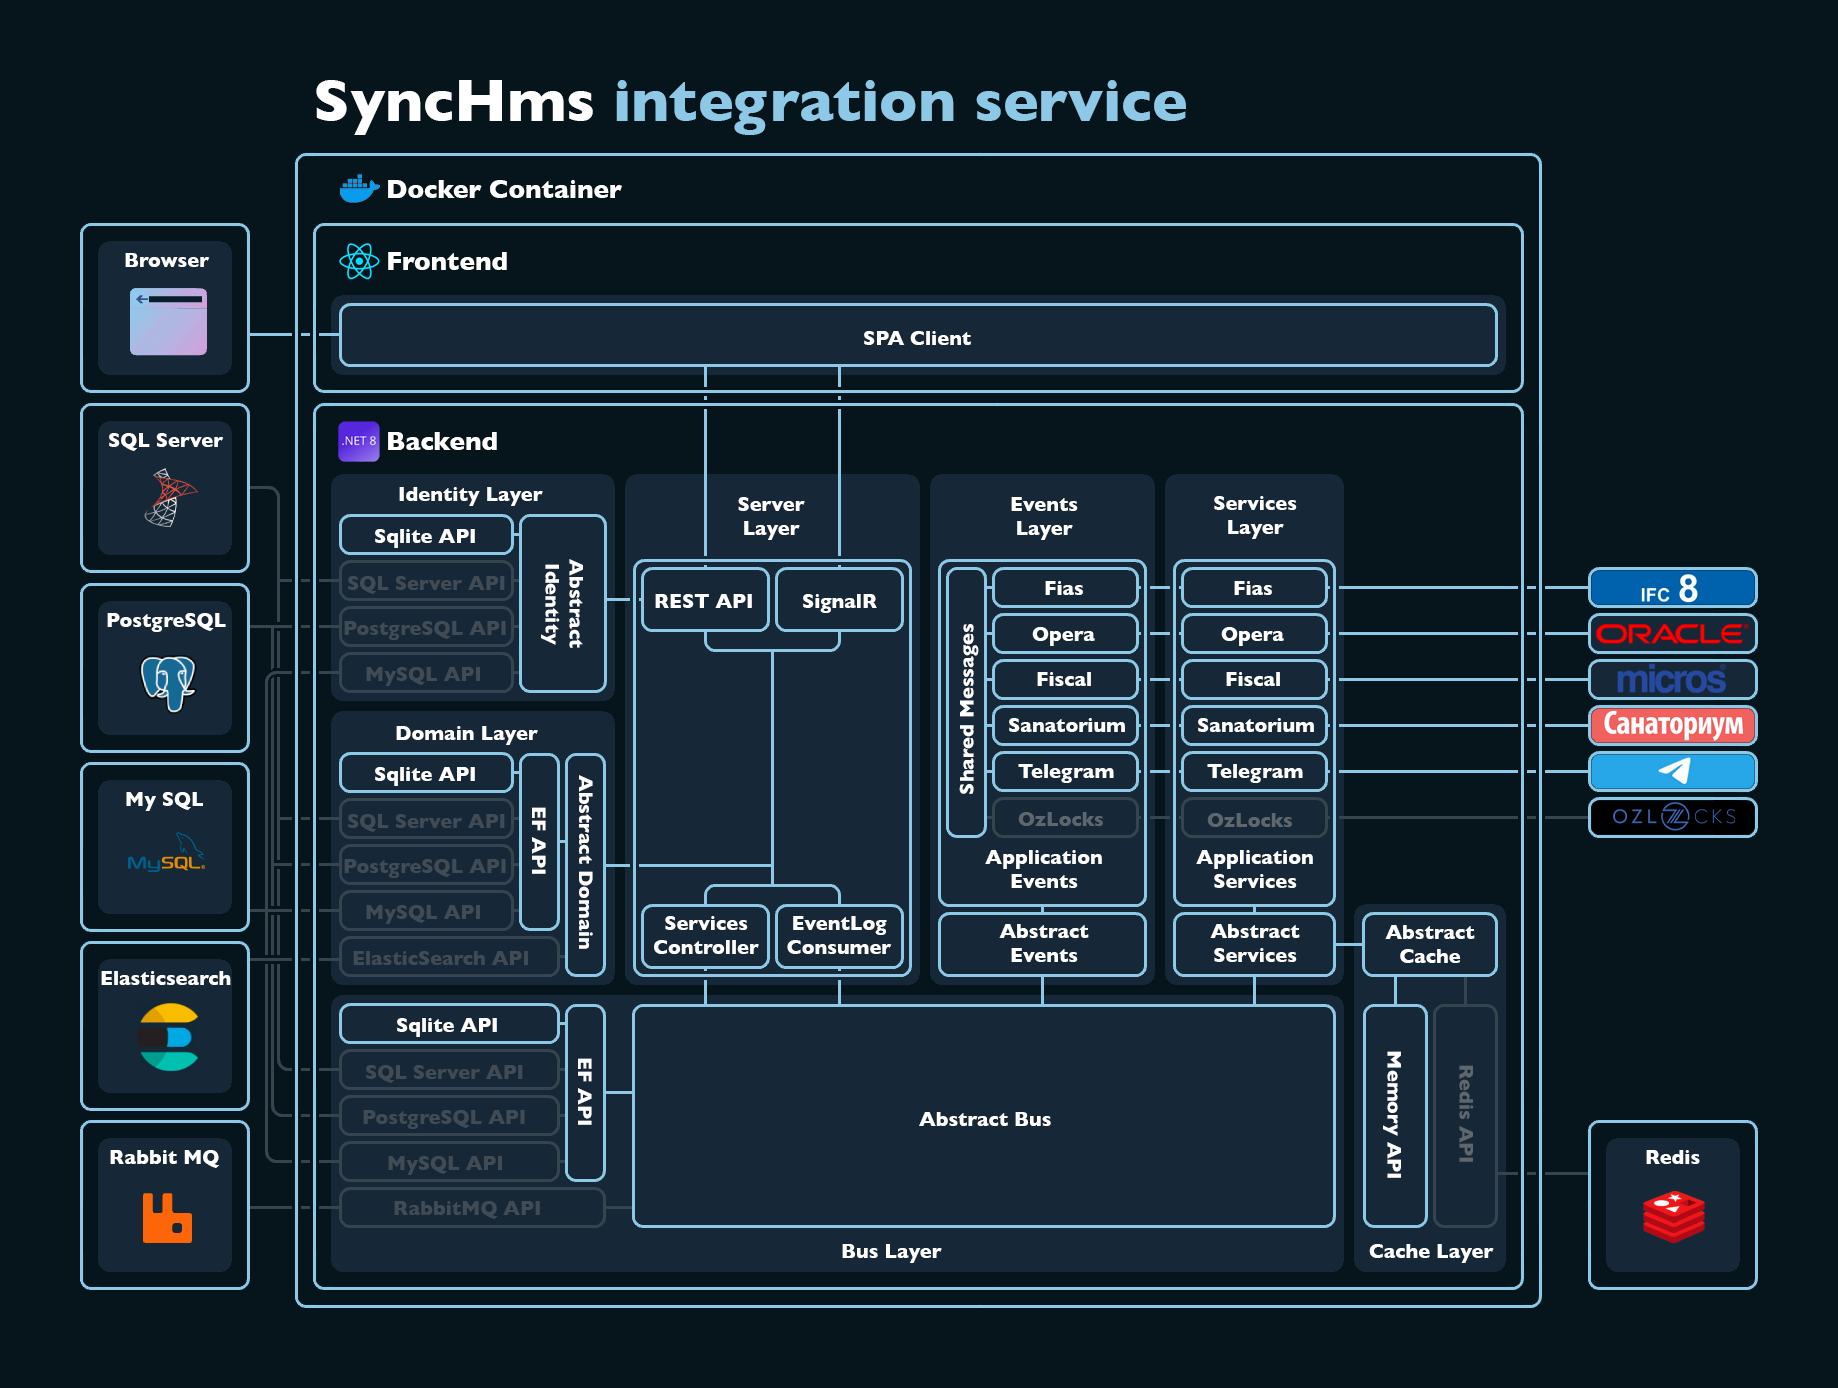 SyncHms integration service
Docker Container
Frontend
SPA Client
Browser
SQL Server
PostgreSQL
My SQL
MySQL
Elasticsearch
Rabbit MQ
.NET 8
Backend
Identity Layer
Sqlite API
SQL Server API
PostgreSQL API
MySQL API
Abstract
Identity
Domain Layer
Sqlite API
SQL Server API
PostgreSQL API
MySQL API
ElasticSearch API
EF API
Abstract Domain
Server
Layer
REST API
SignalR
Services
Controller
EventLog
Consumer
Events
Layer
Shared Messages
Fias
Opera
Fiscal
Sanatorium
Telegram
OzLocks
Application
Events
Abstract
Events
Services
Layer
Fias
Opera
Fiscal
Sanatorium
Telegram
OzLocks
Application
Services
Abstract
Services
Abstract
Cache
Memory API
Redis API
Cache Layer
Sqlite API
SQL Server API
PostgreSQL API
MySQL API
RabbitMQ API
EF API
Abstract Bus
Bus Layer
IFC 8
ORACLE
micros
Санаториум
OZLOCKS
Redis